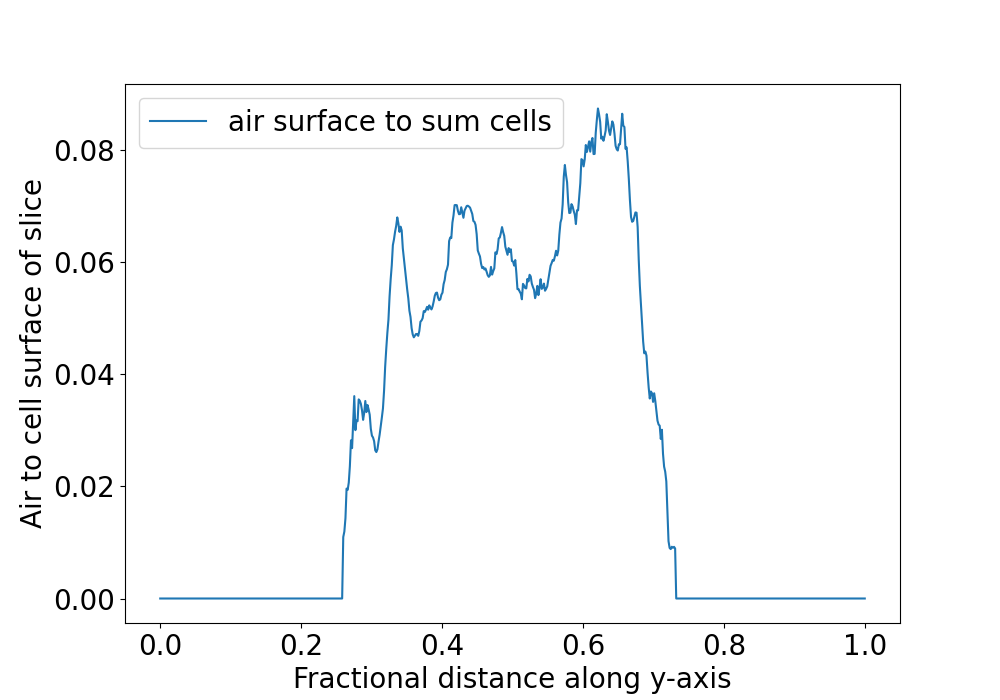 air surface to sum cells
Air to cell surface of slice
0.08
0.06
0.04
0.02
0.00
0.0 0.2 0.4 0.6 0.8 1.0
Fractional distance along y-axis